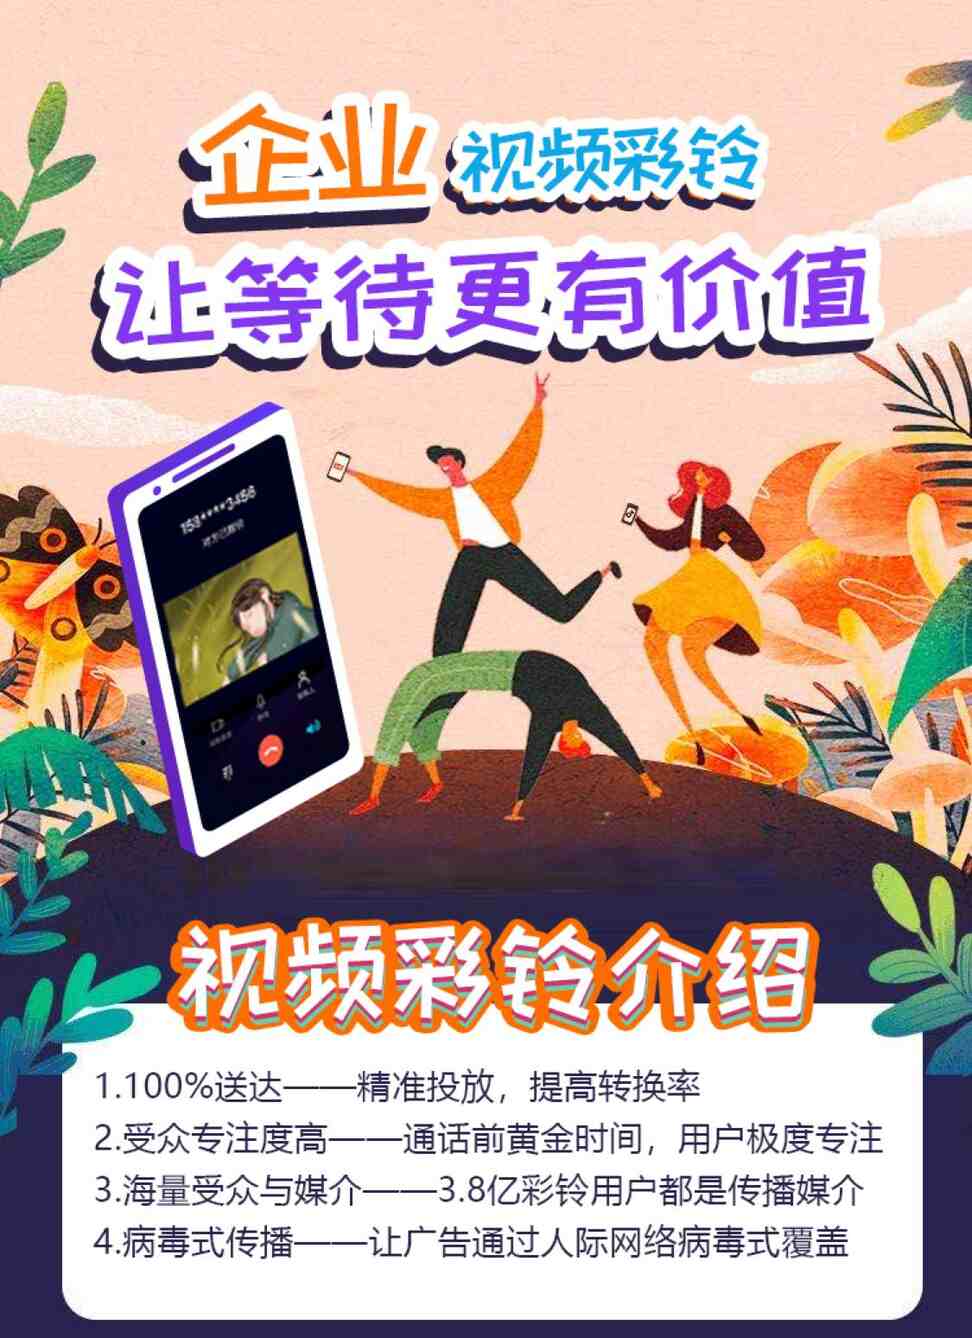 企业 视频彩铃
让等待更有价值
153****3456
视频彩铃介绍
1.100%送达——精准投放，提高转换率
2.受众专注度高——通话前黄金时间，用户极度专注
3.海量受众与媒介——3.8亿彩铃用户都是传播媒介
4.病毒式传播——让广告通过人际网络病毒式覆盖